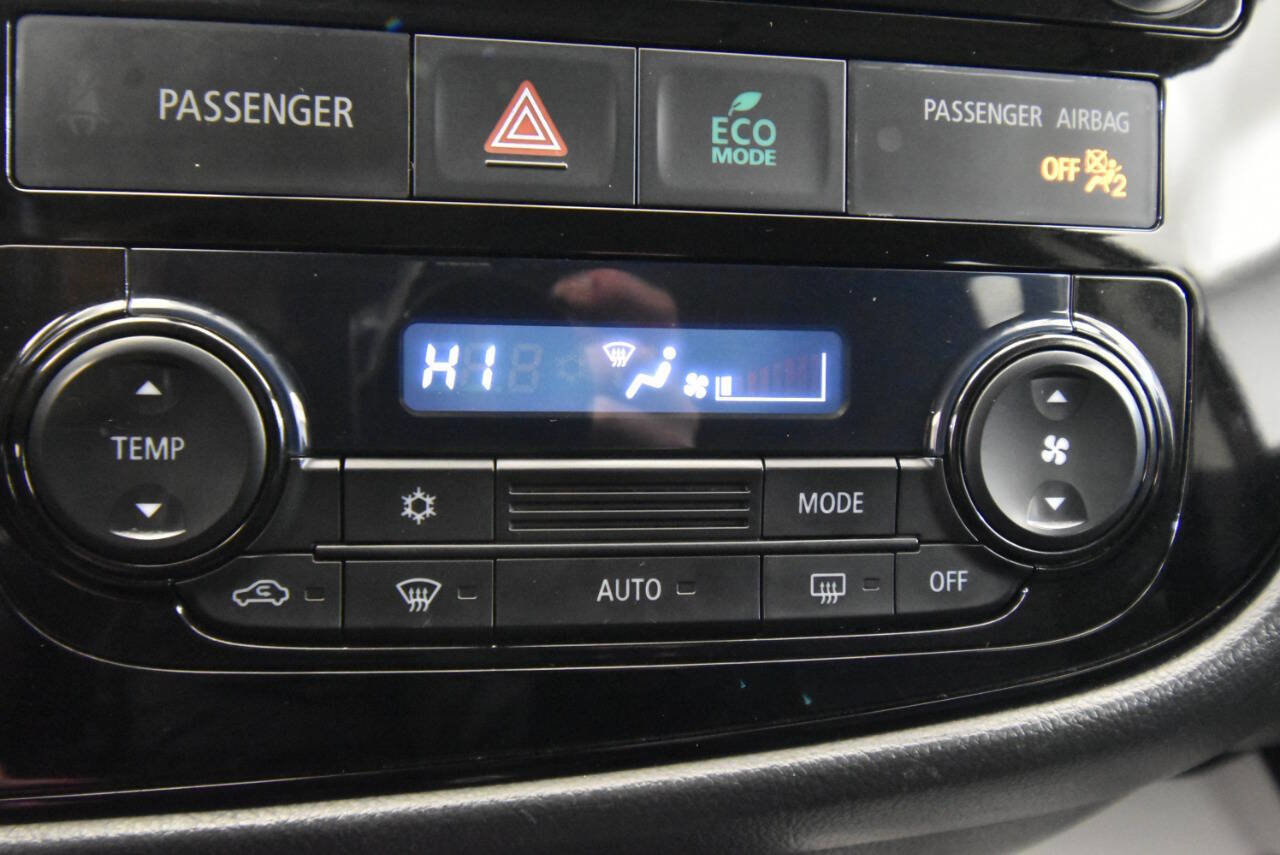 PASSENGER
ECO
MODE
PASSENGER AIRBAG
OFF 2
HI
TEMP
MODE
AUTO
OFF